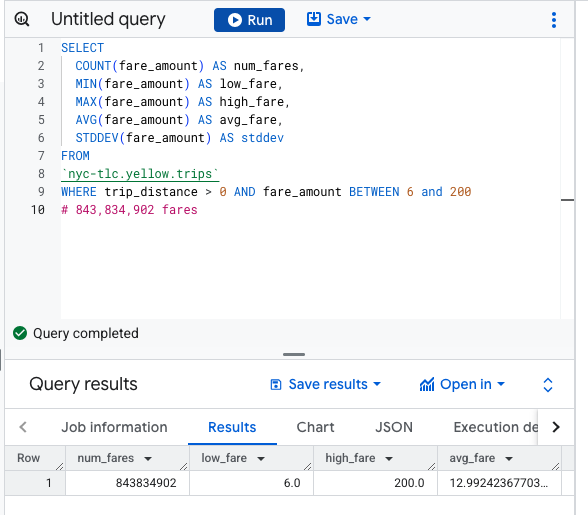 Untitled query Run Save
1 SELECT
2 COUNT(fare_amount) AS num_fares,
3 MIN(fare_amount) AS low_fare,
4 MAX(fare_amount) AS high_fare,
5 AVG(fare_amount) AS avg_fare,
6 STDDEV(fare_amount) AS stddev
7 FROM
8 `nyc-tlc.yellow.trips`
9 WHERE trip_distance > 0 AND fare_amount BETWEEN 6 and 200
10 # 843,834,902 fares
Query completed
Query results Save results Open in
Job information Results Chart JSON Execution de
Row num_fares low_fare high_fare avg_fare
1 843834902 6.0 200.0 12.99242367703...